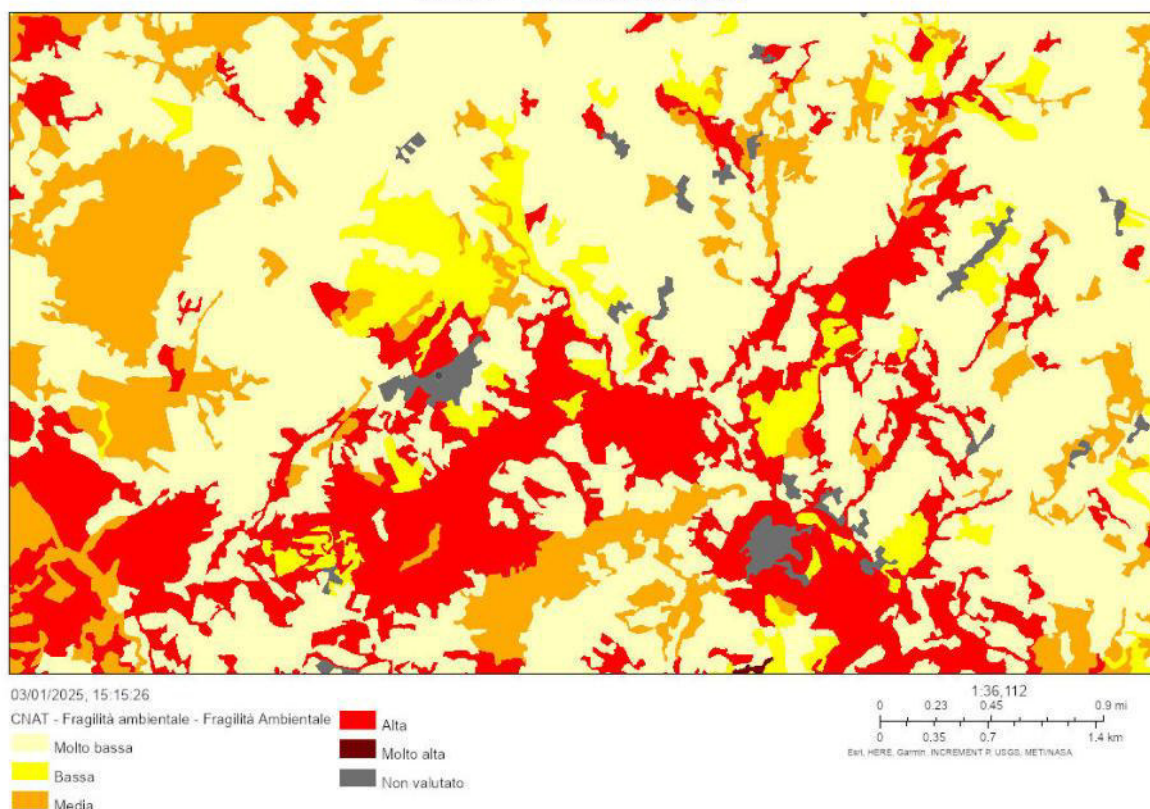 03/01/2025, 15:15:26
CNAT - Fragilità ambientale - Fragilità Ambientale
Molto bassa
Bassa
Media
Alta
Molto alta
Non valutato
1:36,112
0 0.23 0.45 0.9 mi
0 0.35 0.7 1.4 km
Esri, HERE, Garmin, INCREMENT P, USGS, METI/NASA